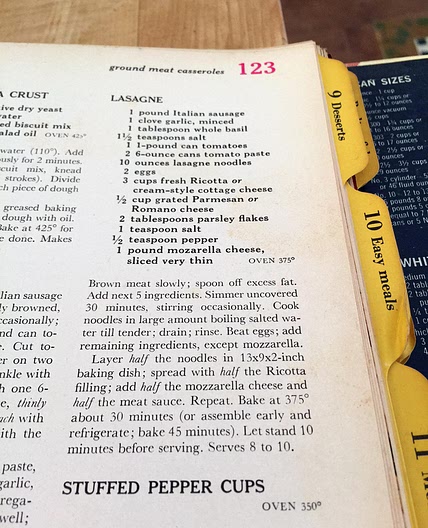 ground meat casseroles 123
A CRUST
ive dry yeast
water
ed biscuit mix
alad oil OVEN 425°
water (110°). Add
ously for 2 minutes.
cuit mix, knead
strokes). Divide
ch piece of dough
greased baking
dough with oil.
Bake at 425° for
e done. Makes
lian sausage
ly browned,
ccasionally;
and can to-
e. Cut to-
er on two
nkle with
with one 6-
e, thinly
each with
with the
paste,
garlic,
rega-
well;
LASAGNE
1 pound Italian sausage
1 clove garlic, minced
1 tablespoon whole basil
1½ teaspoons salt
1 1-pound can tomatoes
2 6-ounce cans tomato paste
10 ounces lasagne noodles
2 eggs
3 cups fresh Ricotta or
cream-style cottage cheese
½ cup grated Parmesan or
Romano cheese
2 tablespoons parsley flakes
1 teaspoon salt
½ teaspoon pepper
1 pound mozarella cheese,
sliced very thin OVEN 375°
Brown meat slowly; spoon off excess fat.
Add next 5 ingredients. Simmer uncovered
30 minutes, stirring occasionally. Cook
noodles in large amount boiling salted wa-
ter till tender; drain; rinse. Beat eggs; add
remaining ingredients, except mozzarella.
Layer half the noodles in 13x9x2-inch
baking dish; spread with half the Ricotta
filling; add half the mozzarella cheese and
half the meat sauce. Repeat. Bake at 375°
about 30 minutes (or assemble early and
refrigerate; bake 45 minutes). Let stand 10
minutes before serving. Serves 8 to 10.
STUFFED PEPPER CUPS
OVEN 350°
9 Desserts
10 Easy meals
11
AN SIZES